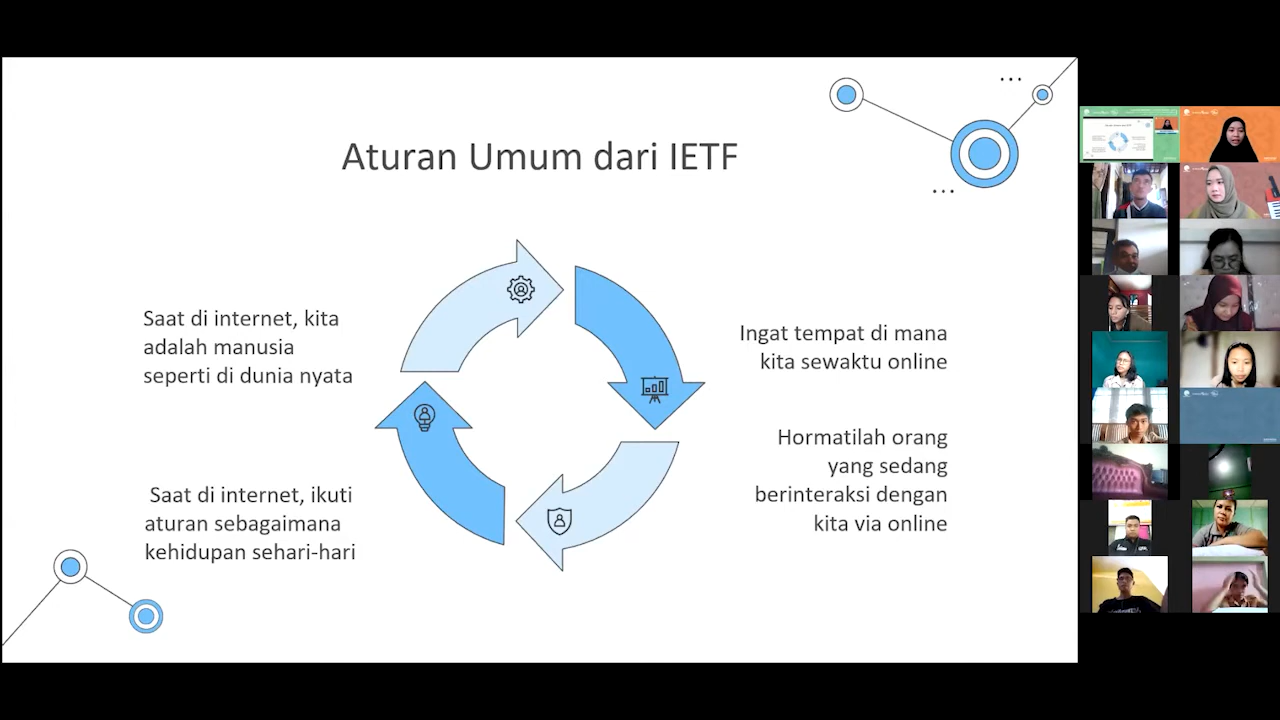 Aturan Umum dari IETF
Saat di internet, kita
adalah manusia
seperti di dunia nyata
Ingat tempat di mana
kita sewaktu online
Hormatilah orang
yang sedang
berinteraksi dengan
kita via online
Saat di internet, ikuti
aturan sebagaimana
kehidupan sehari-hari